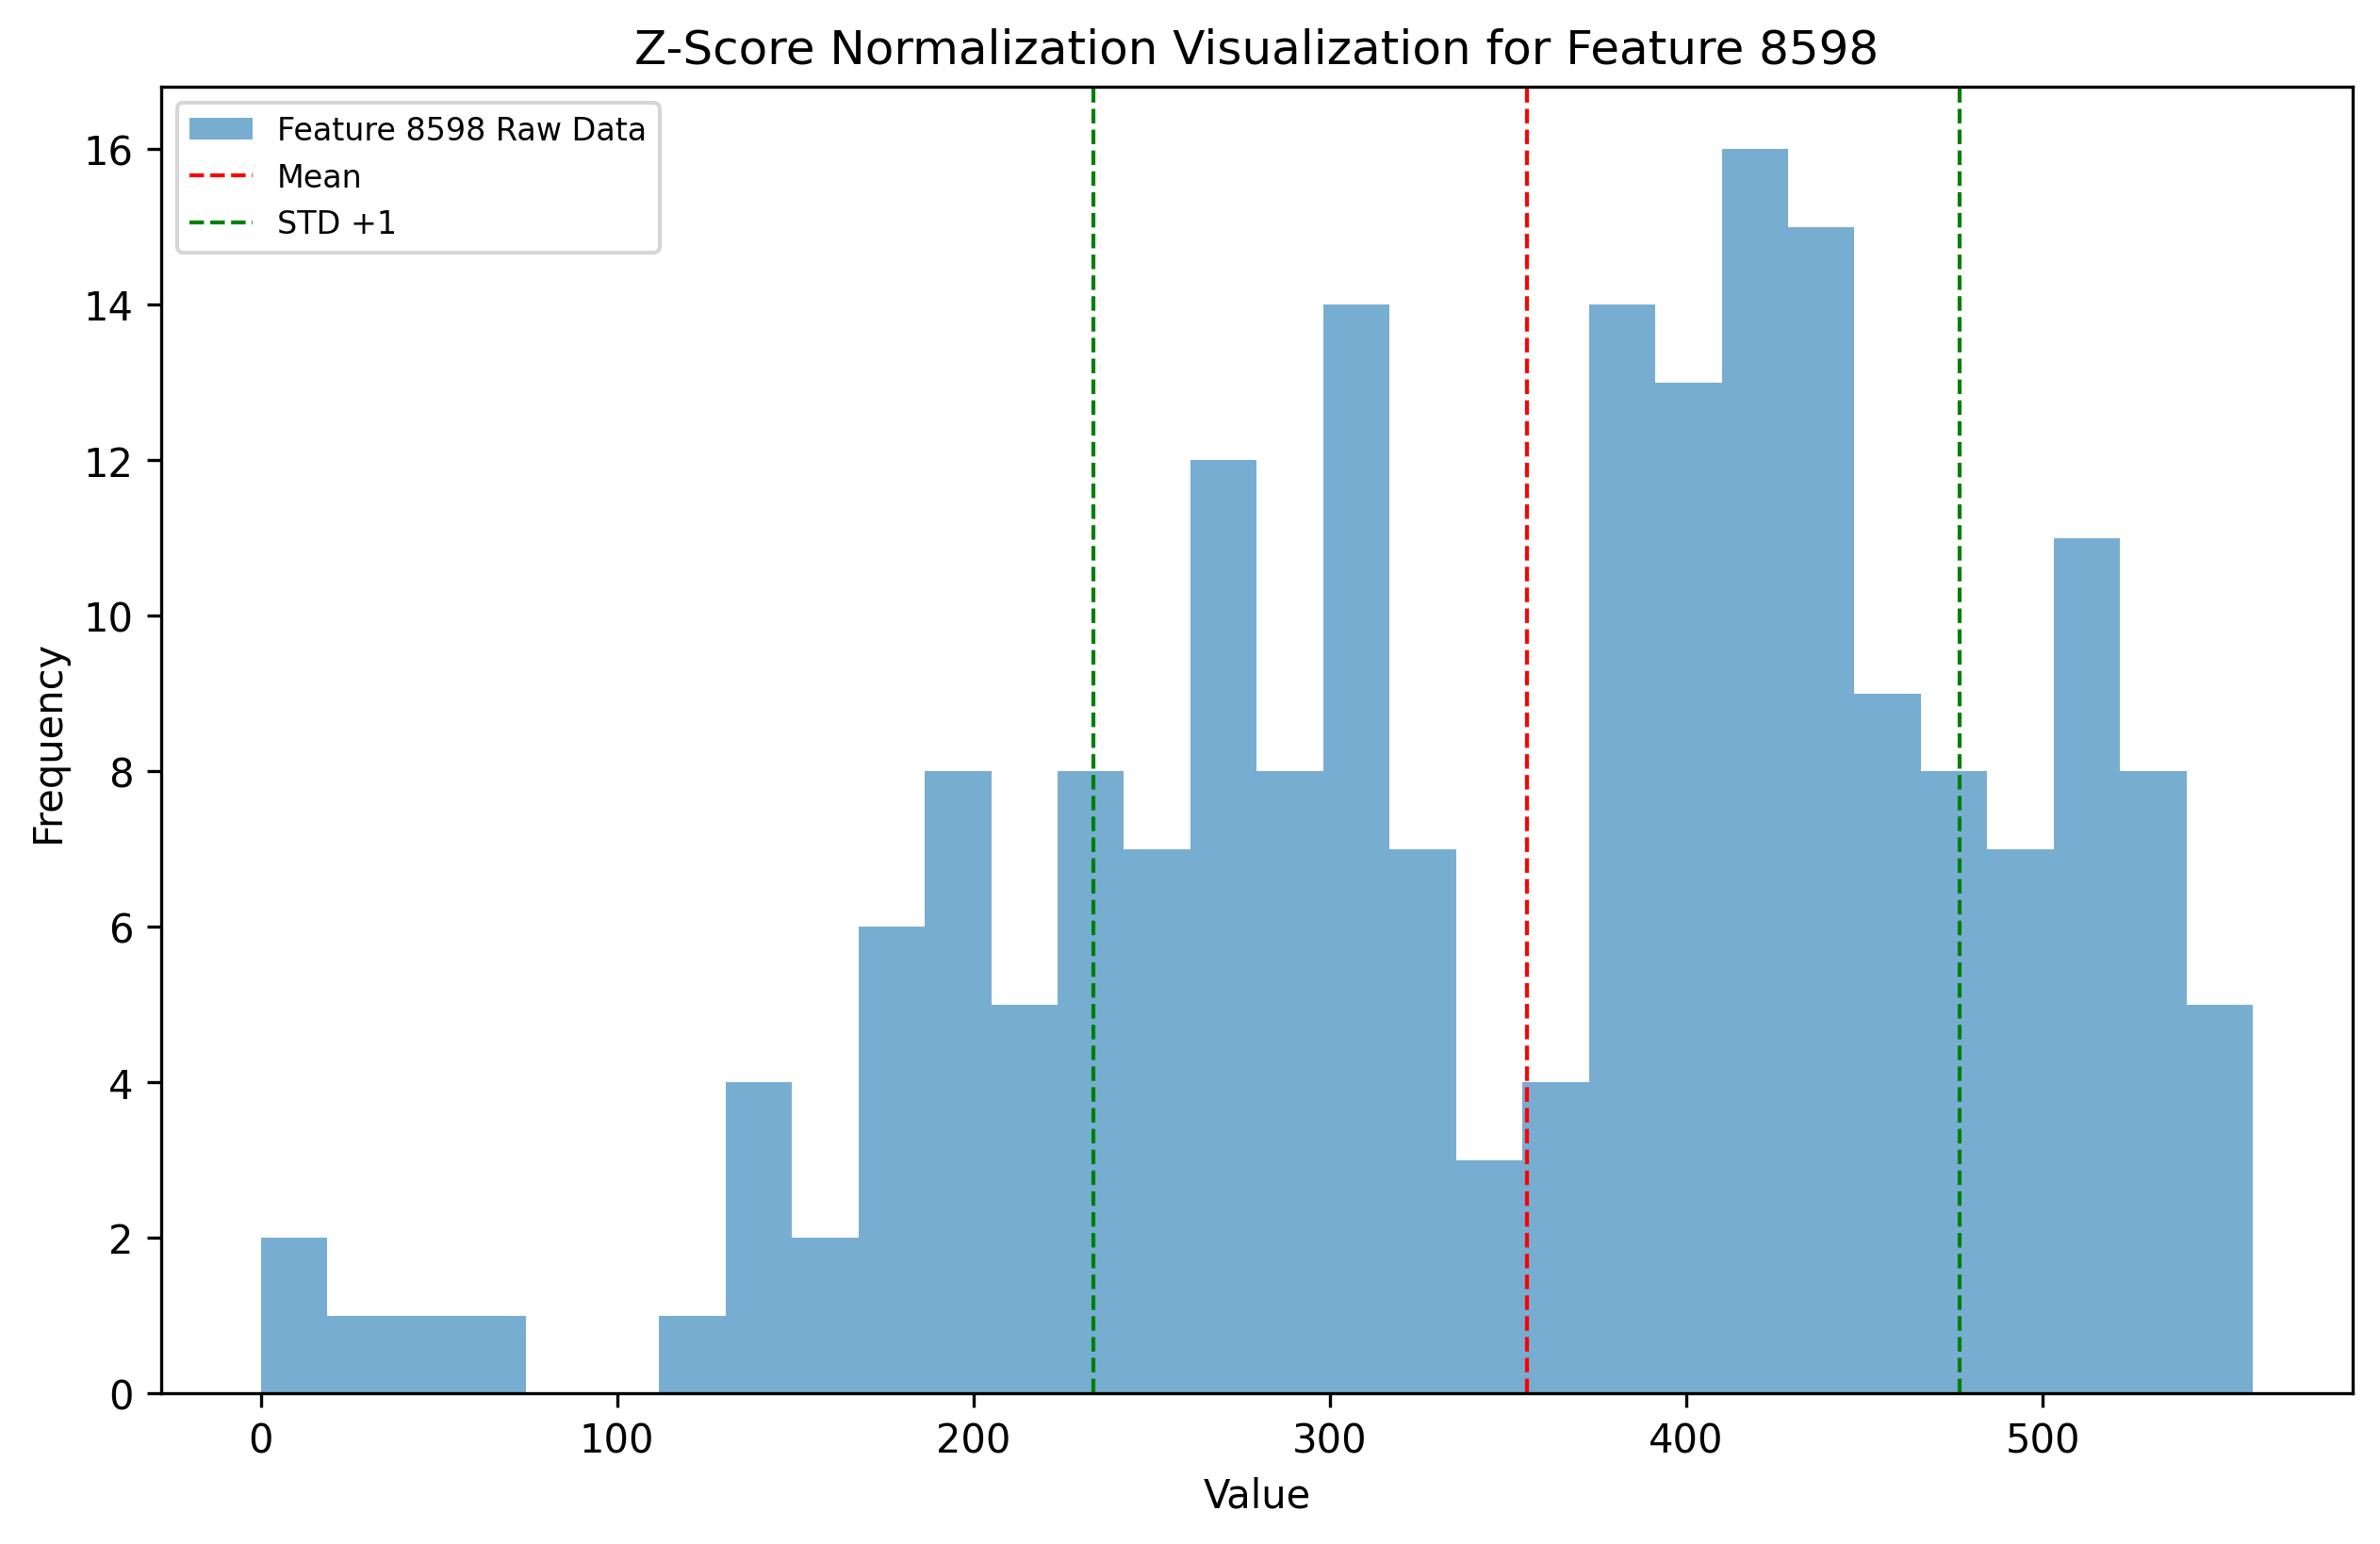 Z-Score Normalization Visualization for Feature 8598
Feature 8598 Raw Data
Mean
STD +1
16
14
12
10
8
6
4
2
0
Frequency
0 100 200 300 400 500
Value